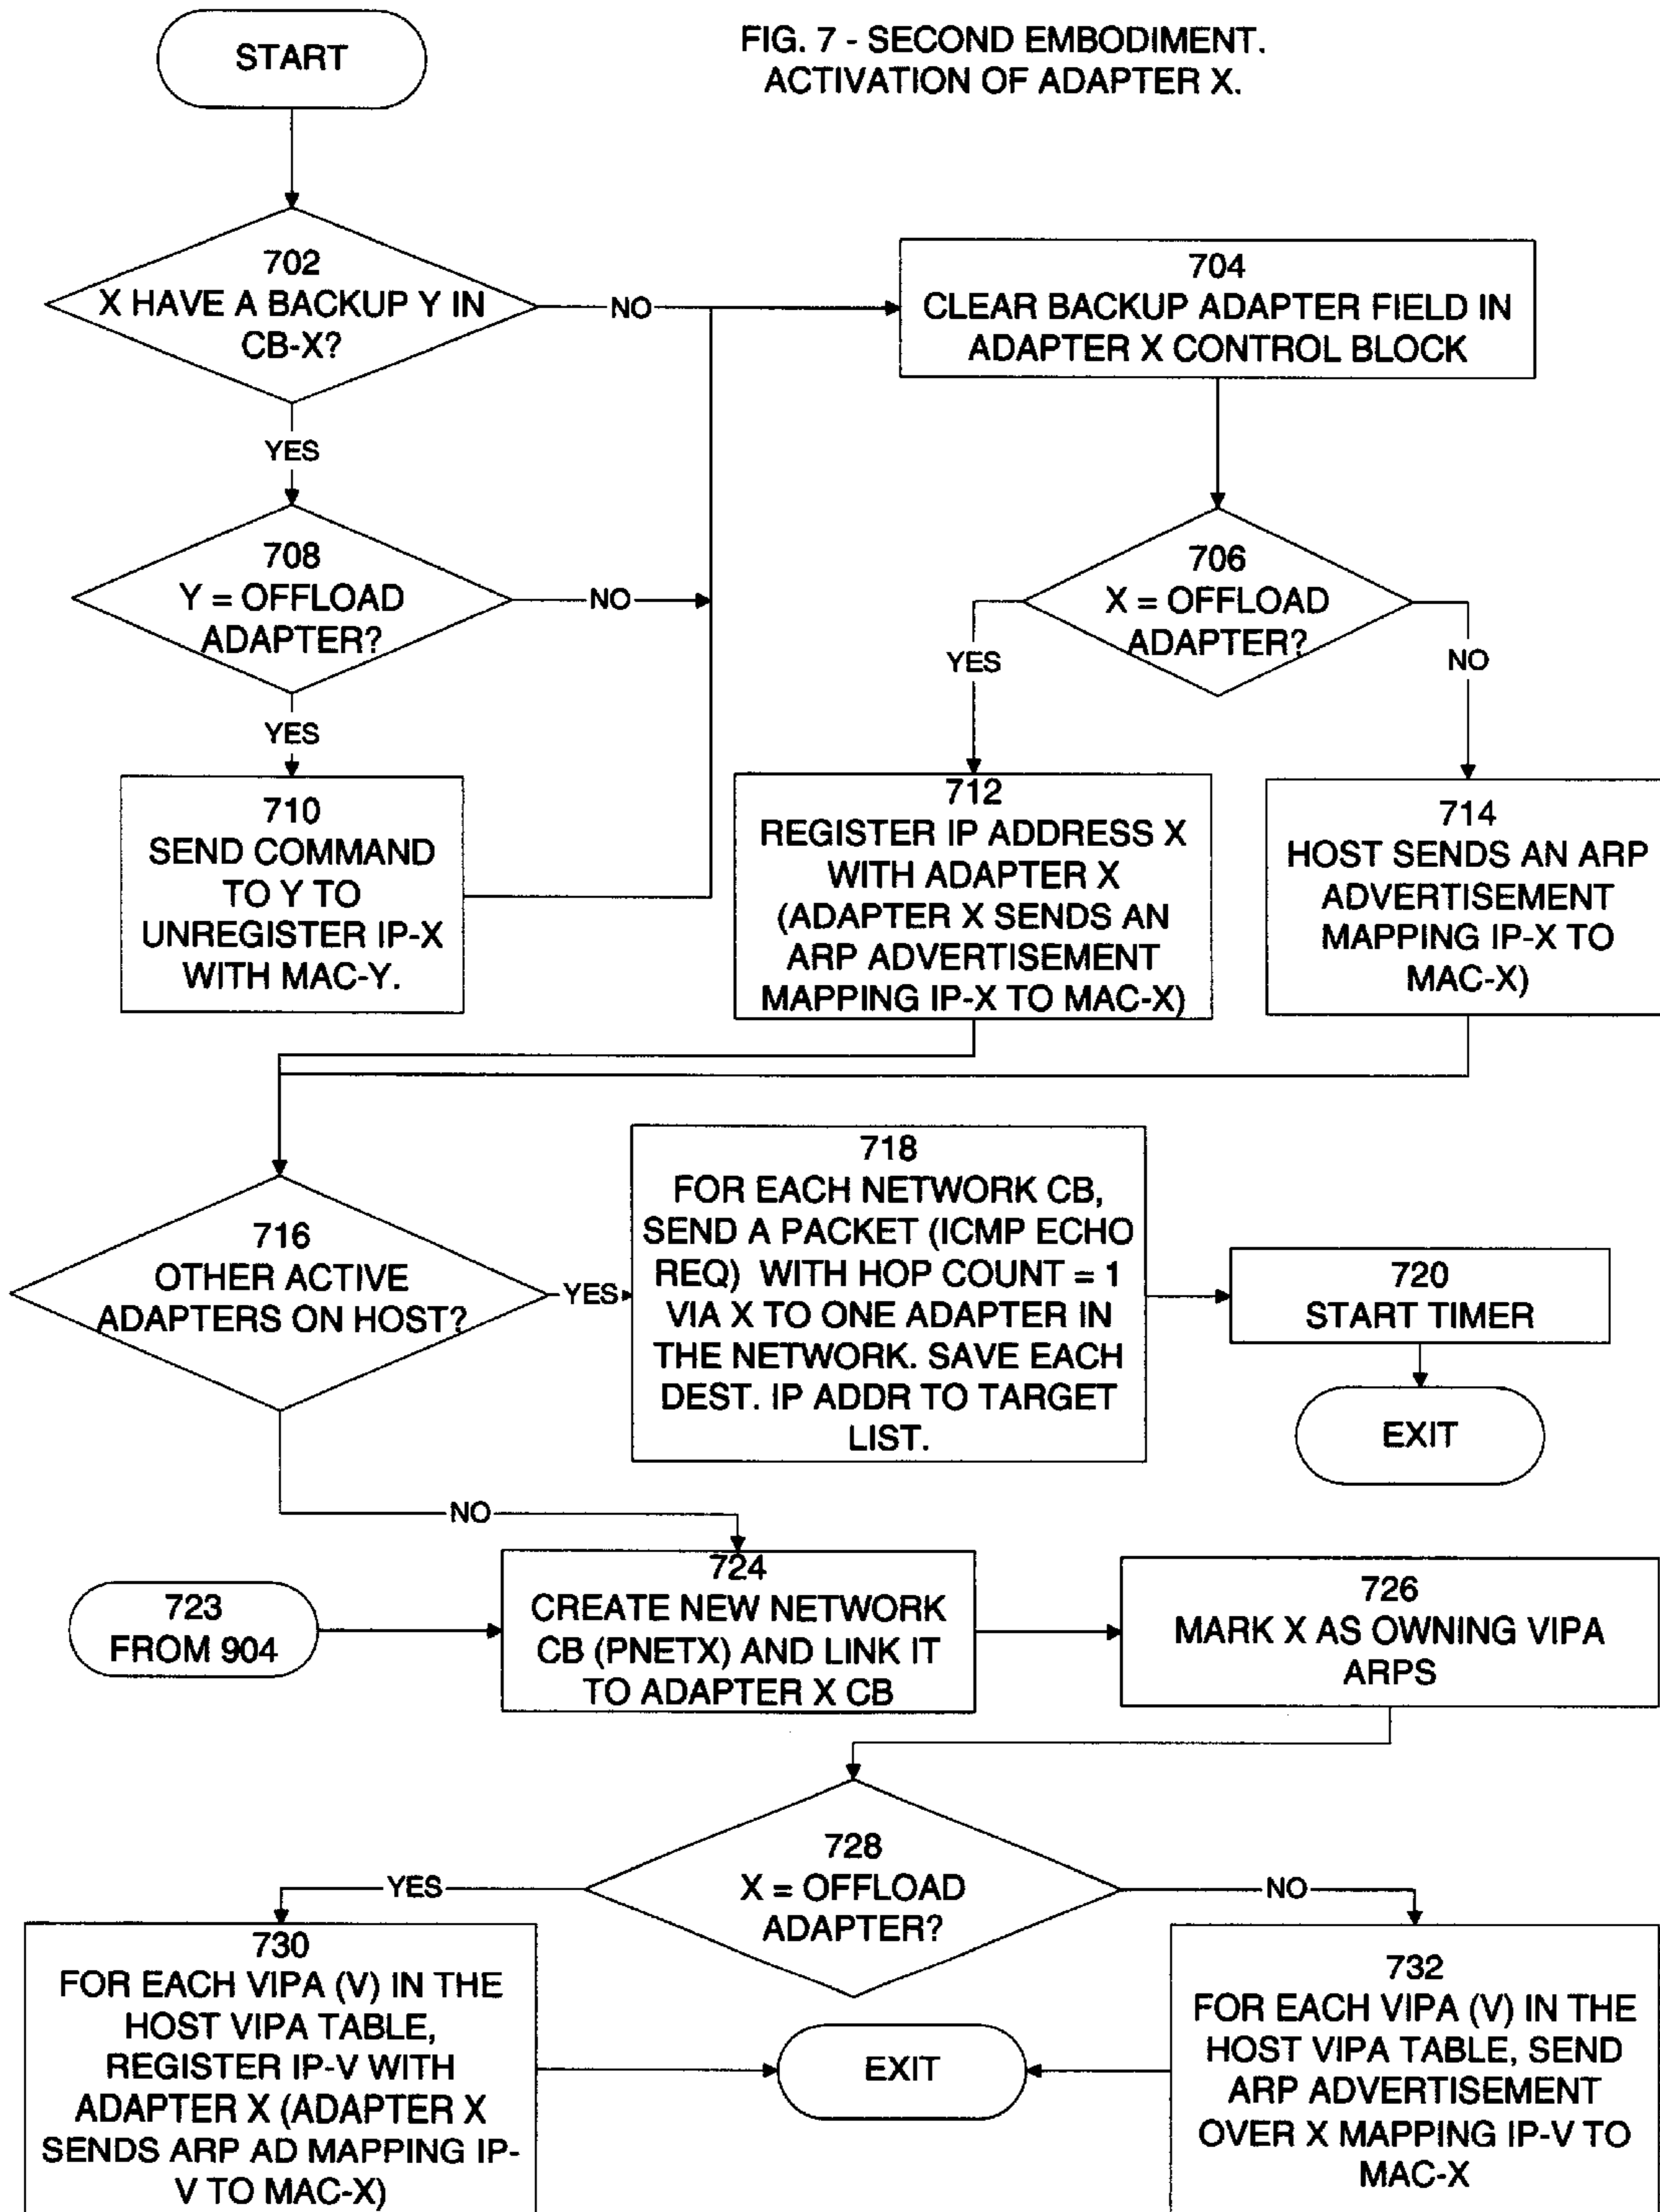 FIG. 7 - SECOND EMBODIMENT.
ACTIVATION OF ADAPTER X.
START
702
X HAVE A BACKUP Y IN
CB-X?
NO
YES
704
CLEAR BACKUP ADAPTER FIELD IN
ADAPTER X CONTROL BLOCK
708
Y = OFFLOAD
ADAPTER?
NO
YES
706
X = OFFLOAD
ADAPTER?
YES
NO
710
SEND COMMAND
TO Y TO
UNREGISTER IP-X
WITH MAC-Y.
712
REGISTER IP ADDRESS X
WITH ADAPTER X
(ADAPTER X SENDS AN
ARP ADVERTISEMENT
MAPPING IP-X TO MAC-X)
714
HOST SENDS AN ARP
ADVERTISEMENT
MAPPING IP-X TO
MAC-X)
716
OTHER ACTIVE
ADAPTERS ON HOST?
YES
NO
718
FOR EACH NETWORK CB,
SEND A PACKET (ICMP ECHO
REQ) WITH HOP COUNT = 1
VIA X TO ONE ADAPTER IN
THE NETWORK. SAVE EACH
DEST. IP ADDR TO TARGET
LIST.
720
START TIMER
EXIT
723
FROM 904
724
CREATE NEW NETWORK
CB (PNETX) AND LINK IT
TO ADAPTER X CB
726
MARK X AS OWNING VIPA
ARPS
728
X = OFFLOAD
ADAPTER?
YES
NO
730
FOR EACH VIPA (V) IN THE
HOST VIPA TABLE,
REGISTER IP-V WITH
ADAPTER X (ADAPTER X
SENDS ARP AD MAPPING IP-
V TO MAC-X)
EXIT
732
FOR EACH VIPA (V) IN THE
HOST VIPA TABLE, SEND
ARP ADVERTISEMENT
OVER X MAPPING IP-V TO
MAC-X